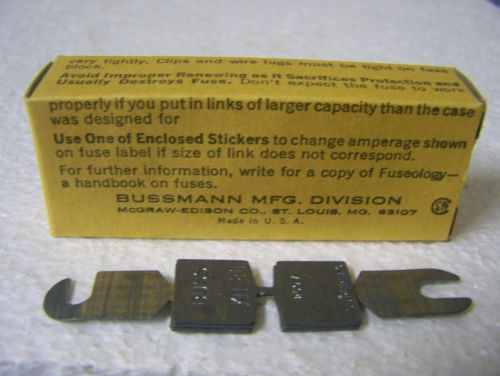 very tightly. Clips and wire lugs must be tight on fuse
block.
Avoid Improper Renewing as it Sacrifices Protection and
Usually Destroys Fuse. Don't expect the fuse to work
properly if you put in links of larger capacity than the case
was designed for
Use One of Enclosed Stickers to change amperage shown
on fuse label if size of link does not correspond.
For further information, write for a copy of Fuseology—
a handbook on fuses.
BUSSMANN MFG. DIVISION
McGRAW-EDISON CO., ST. LOUIS, MO. 63107
Made in U.S.A.
BUSS